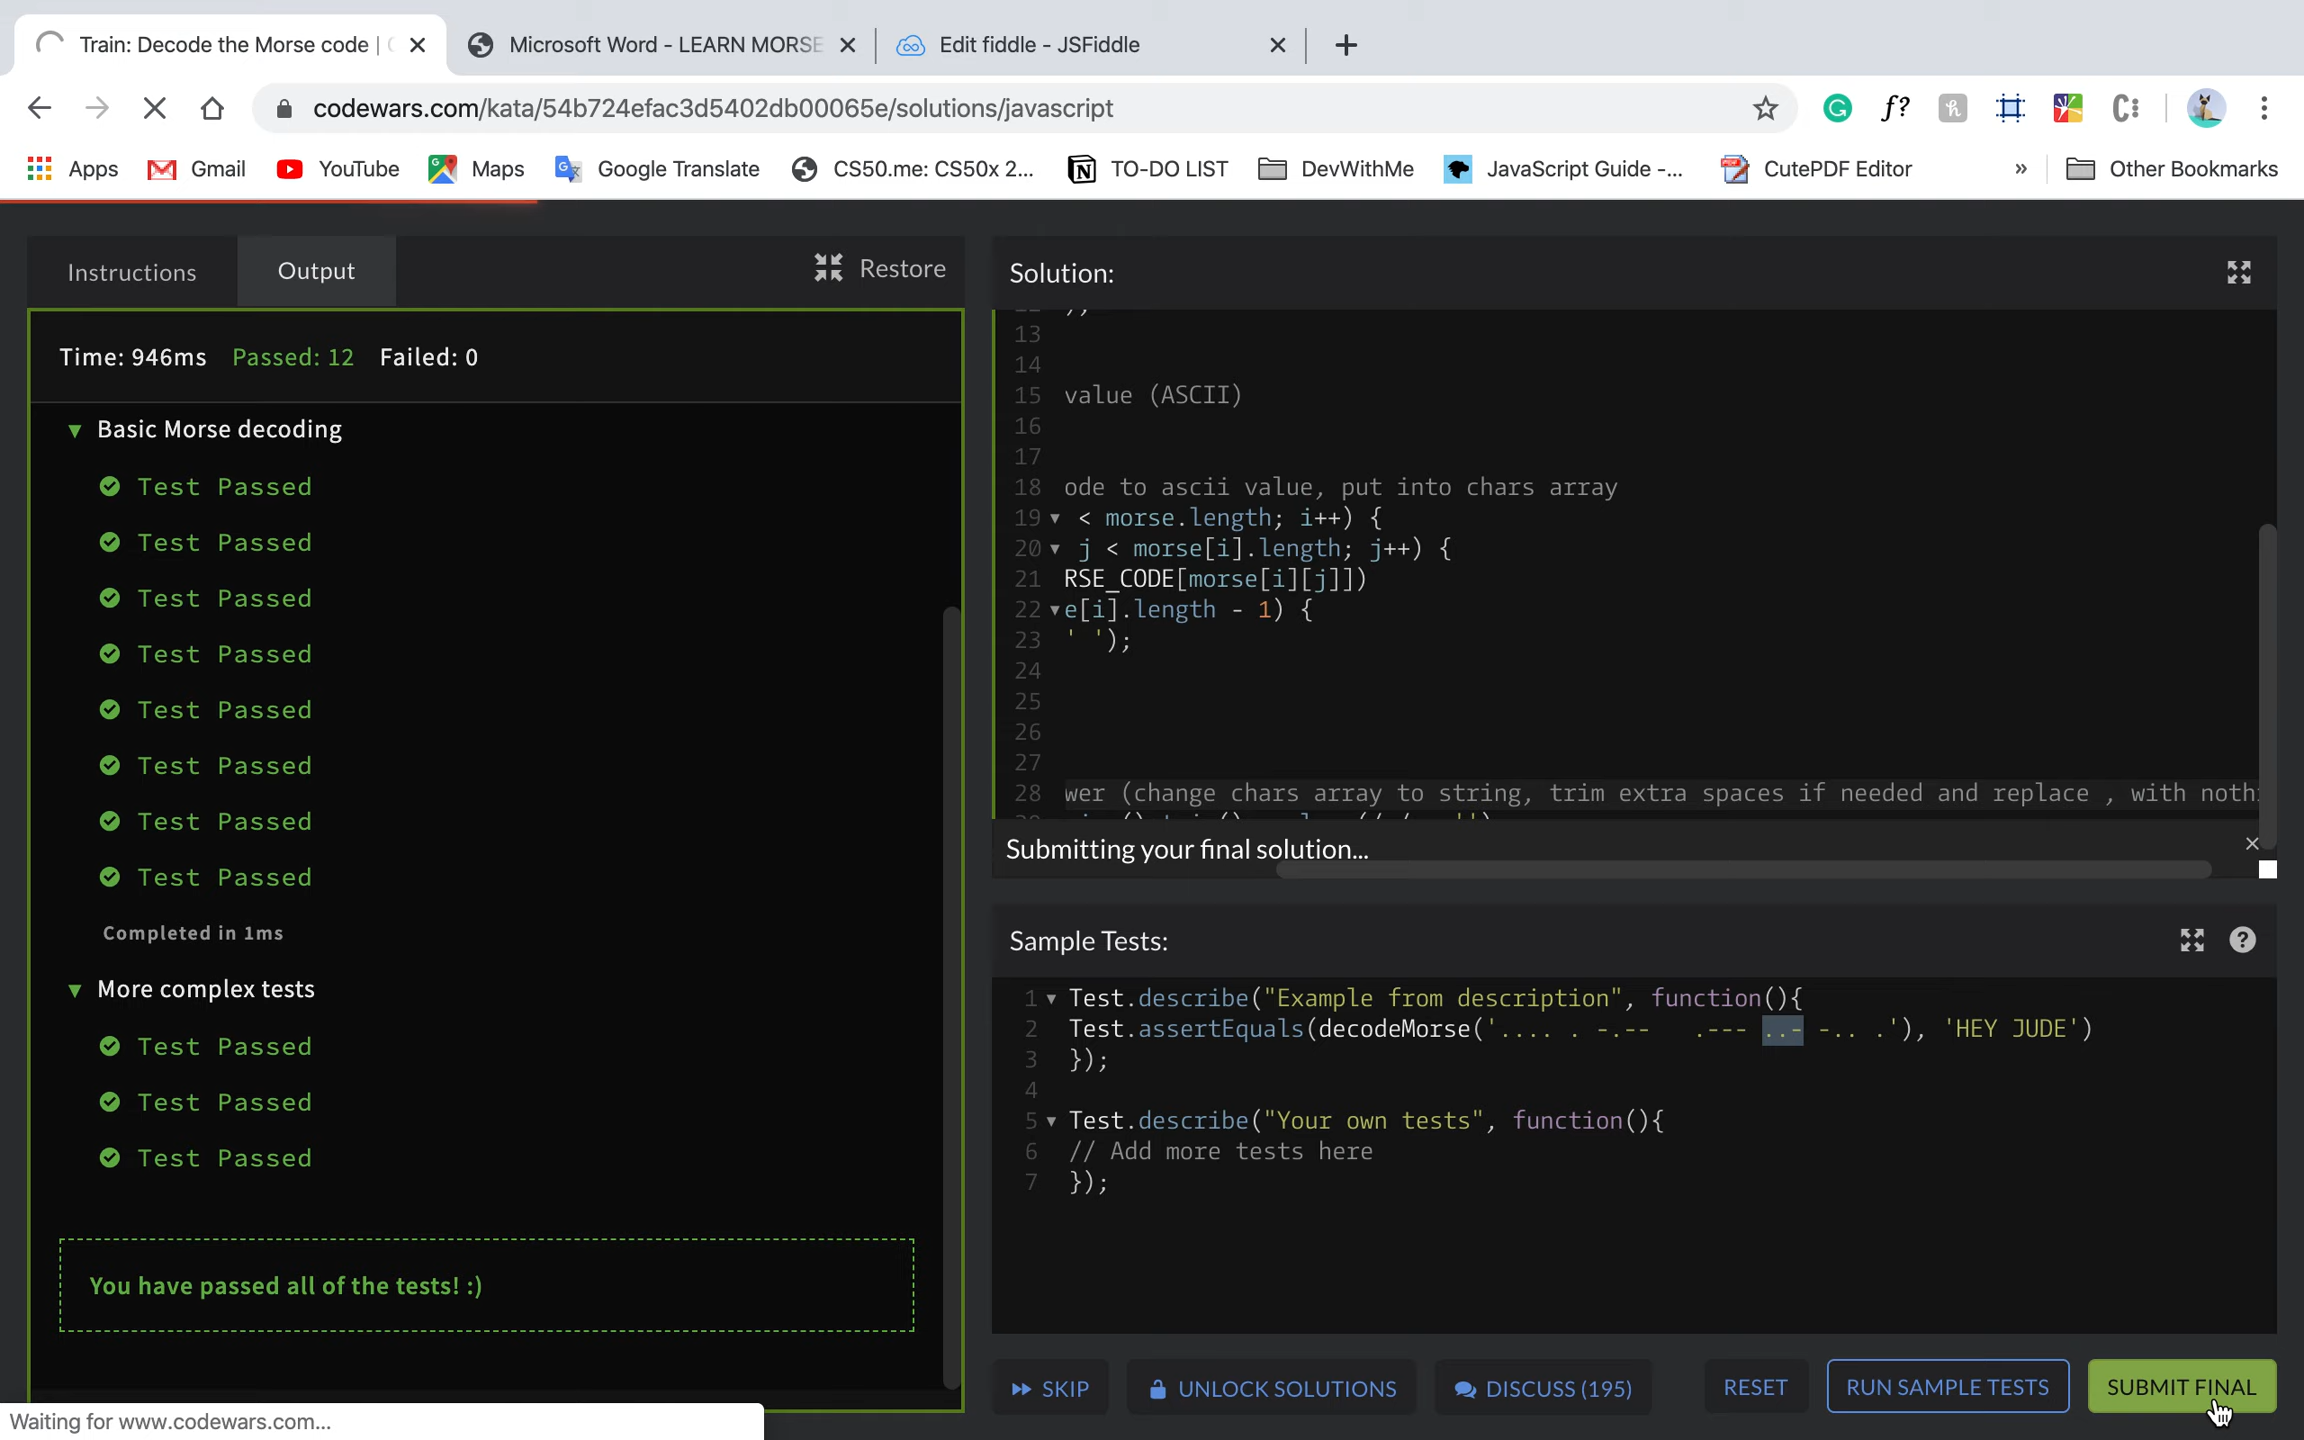 Train: Decode the Morse code |
Microsoft Word - LEARN MORSE
Edit fiddle - JSFiddle
codewars.com/kata/54b724efac3d5402db00065e/solutions/javascript
Apps
Gmail
YouTube
Maps
Google Translate
CS50.me: CS50x 2...
TO-DO LIST
DevWithMe
JavaScript Guide -...
CutePDF Editor
»
Other Bookmarks
Instructions
Output
Restore
Time: 946ms Passed: 12 Failed: 0
Basic Morse decoding
Test Passed
Test Passed
Test Passed
Test Passed
Test Passed
Test Passed
Test Passed
Test Passed
Completed in 1ms
More complex tests
Test Passed
Test Passed
Test Passed
You have passed all of the tests! :)
Waiting for www.codewars.com...
Solution:
13
14
15 value (ASCII)
16
17
18 ode to ascii value, put into chars array
19 < morse.length; i++) {
20 j < morse[i].length; j++) {
21 RSE_CODE[morse[i][j]])
22 e[i].length - 1) {
23 ' ');
24
25
26
27
28 wer (change chars array to string, trim extra spaces if needed and replace , with noth
Submitting your final solution...
Sample Tests:
1 Test.describe("Example from description", function(){
2 Test.assertEquals(decodeMorse('.... . -.--   .--- ..- -.. .'), 'HEY JUDE')
3 });
4
5 Test.describe("Your own tests", function(){
6 // Add more tests here
7 });
SKIP
UNLOCK SOLUTIONS
DISCUSS (195)
RESET
RUN SAMPLE TESTS
SUBMIT FINAL